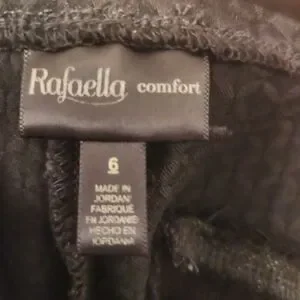 Rafaella comfort
6
MADE IN
JORDAN/
FABRIQUE
EN JORDANIE/
HECHO EN
JORDANIA